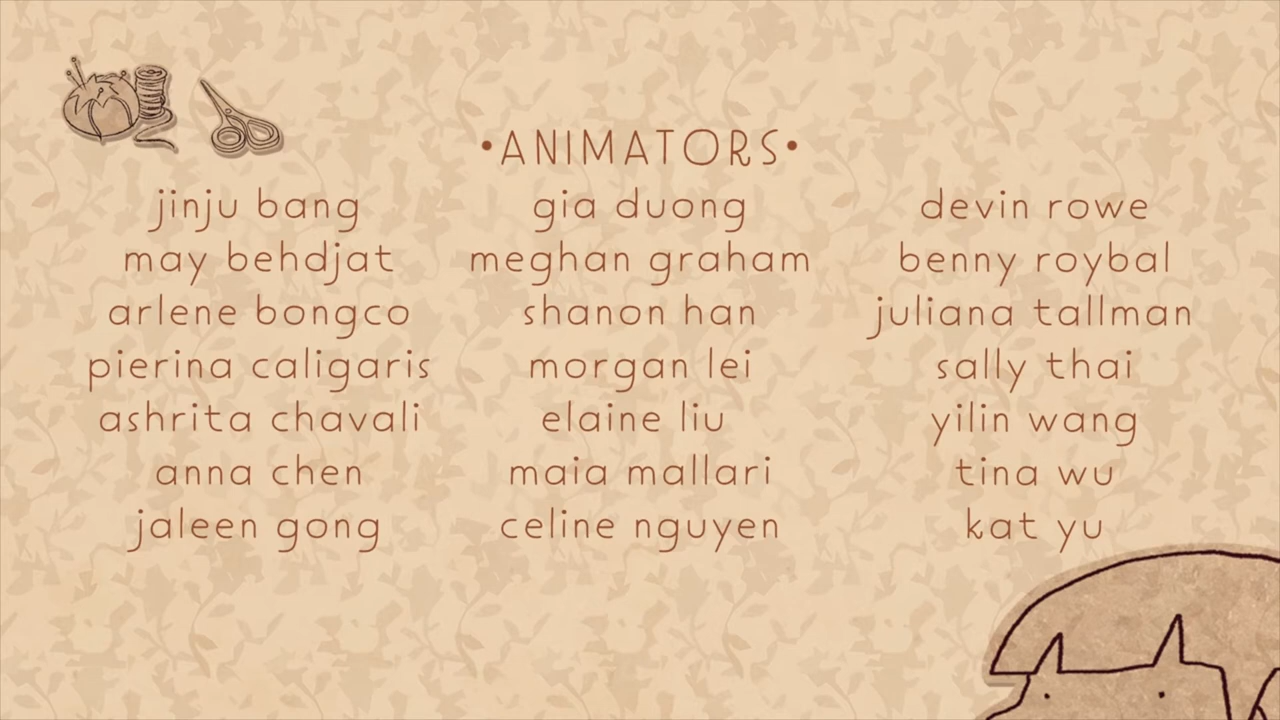 •ANIMATORS•
jinju bang
may behdjat
arlene bongco
pierina caligaris
ashrita chavali
anna chen
jaleen gong
gia duong
meghan graham
shanon han
morgan lei
elaine liu
maia mallari
celine nguyen
devin rowe
benny roybal
juliana tallman
sally thai
yilin wang
tina wu
kat yu